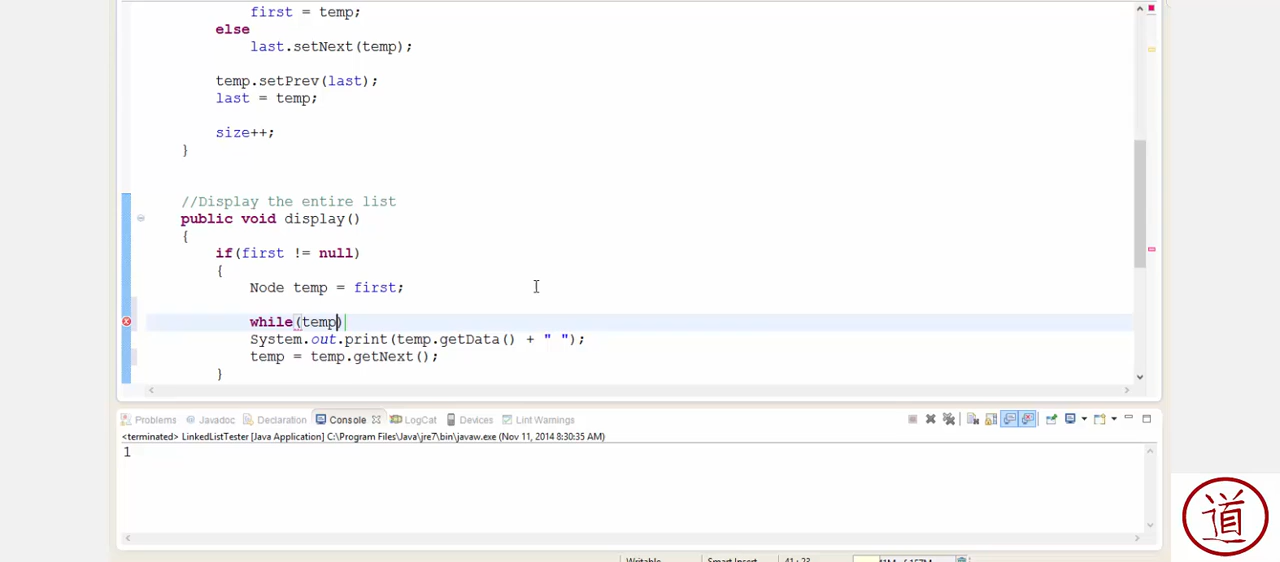 first = temp;
else
last.setNext(temp);
temp.setPrev(last);
last = temp;
size++;
}
//Display the entire list
public void display()
{
if(first != null)
{
Node temp = first;
while(temp)
System.out.print(temp.getData() + " ");
temp = temp.getNext();
}
Problems Javadoc Declaration Console LogCat Devices Lint Warnings
<terminated> LinkedListTester [Java Application] C:\Program Files\Java\jre7\bin\javaw.exe (Nov 11, 2014 8:30:35 AM)
1
道
Writable Smart Insert 41 : 23